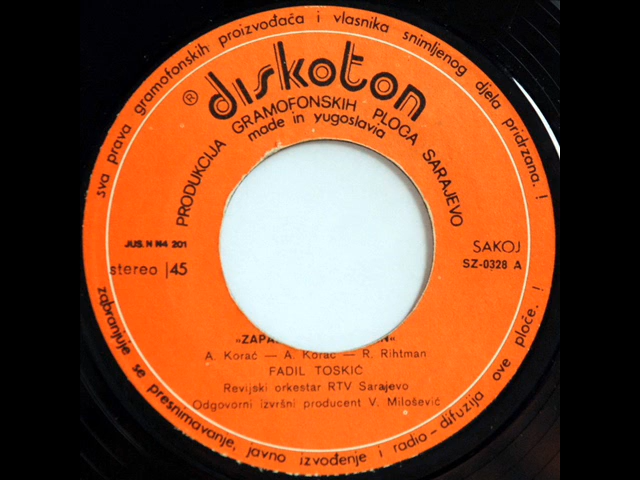 sva prava gramofonskih proizvođača i vlasnika snimljenog djela pridržana. !
® diskoton
PRODUKCIJA GRAMOFONSKIH PLOČA SARAJEVO
made in yugoslavia
JUS. N N4 201
stereo |45
SAKOJ
SZ-0328 A
A. Korać — A. Korać — R. Rihtman
FADIL TOSKIĆ
Revijski orkestar RTV Sarajevo
Odgovorni izvršni producent V. Milošević
zabranjuje se presnimavanje, javno izvođenje i radio-difuzija ove ploče. !